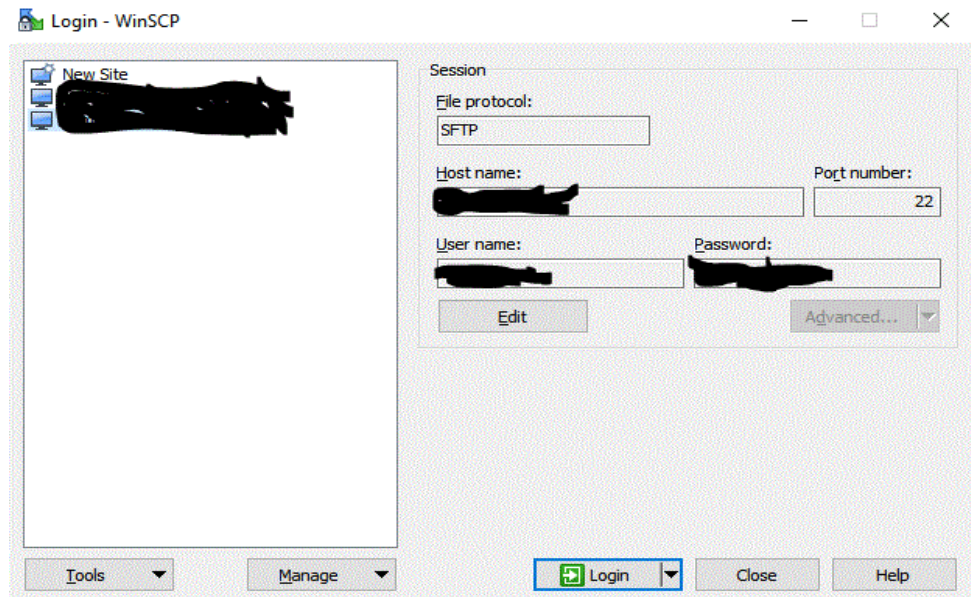 Login - WinSCP
New Site
Session
File protocol:
SFTP
Host name:
Port number:
22
User name:
Password:
Edit
Advanced...
Tools
Manage
Login
Close
Help